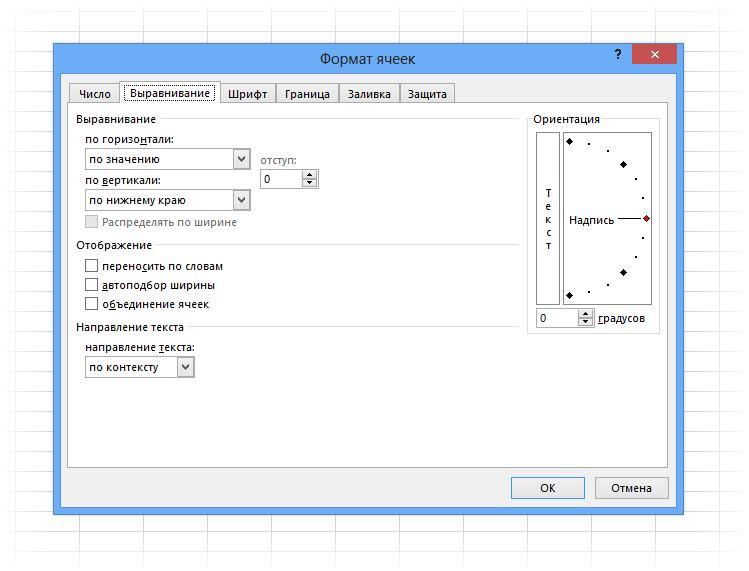 Формат ячеек
?
Число Выравнивание Шрифт Граница Заливка Защита
Выравнивание
по горизонтали:
по значению
отступ:
0
по вертикали:
по нижнему краю
Распределять по ширине
Отображение
переносить по словам
автоподбор ширины
объединение ячеек
Направление текста
направление текста:
по контексту
Ориентация
Текст
Надпись
0 градусов
ОК Отмена